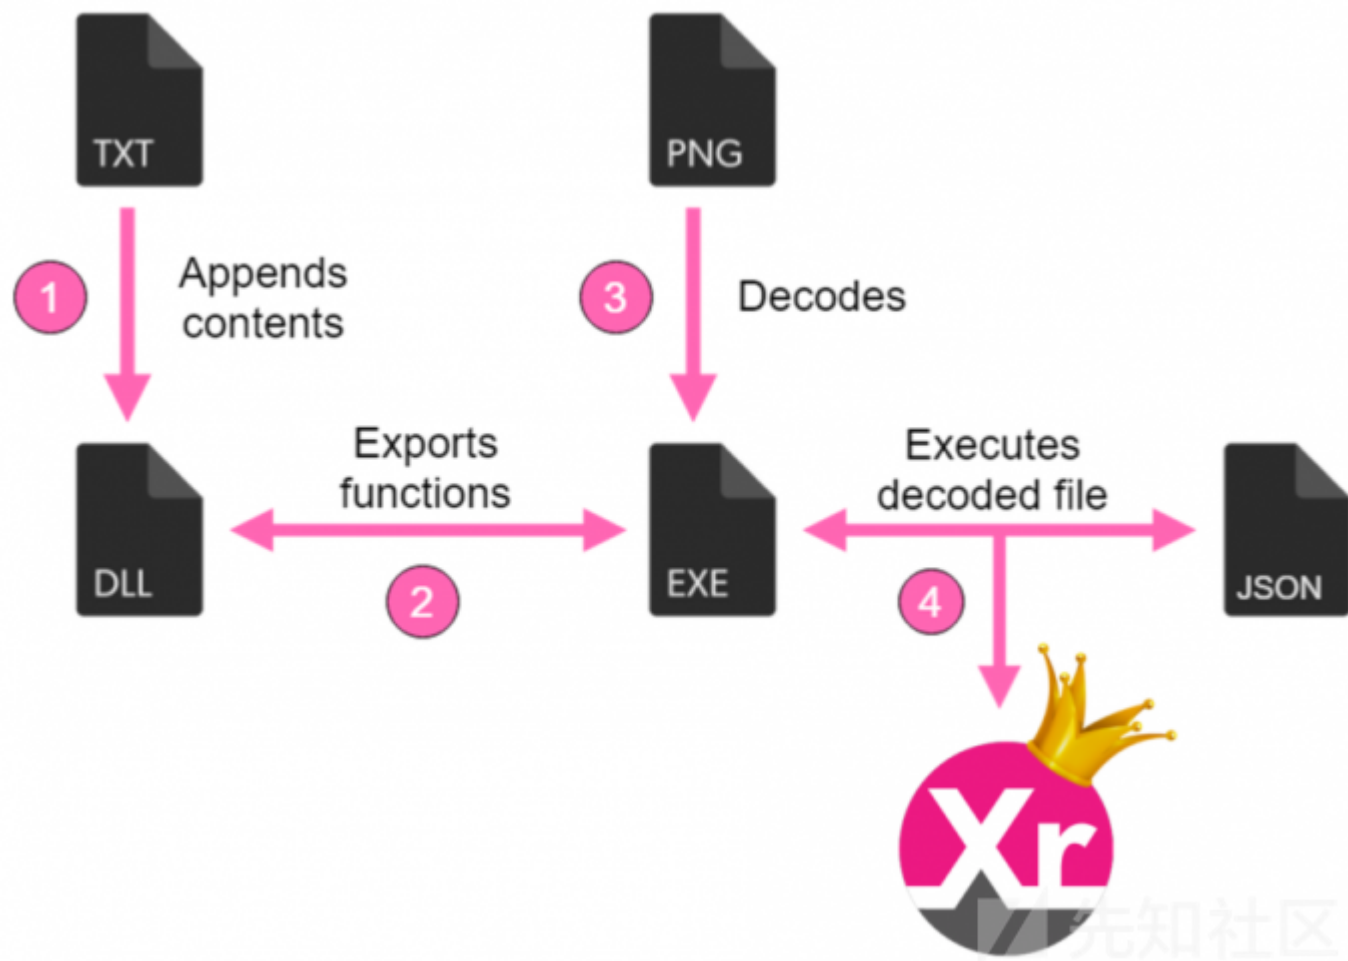 TXT
PNG
1
Appends
contents
3
Decodes
Exports
functions
Executes
decoded file
DLL
EXE
JSON
2
4
Xr
先知社区